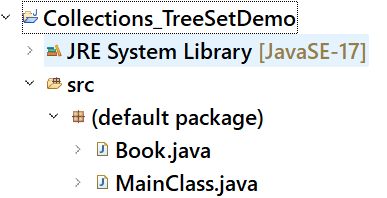 Collections_TreeSetDemo
JRE System Library [JavaSE-17]
src
(default package)
Book.java
MainClass.java